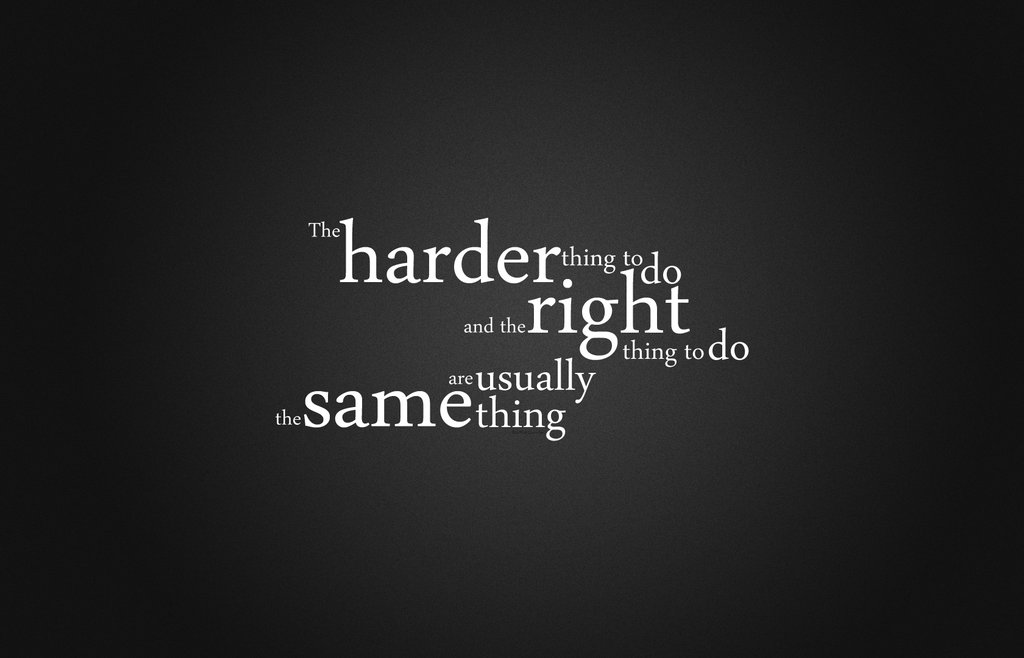 The harder thing to do
and the right
thing to do
are usually
the same thing